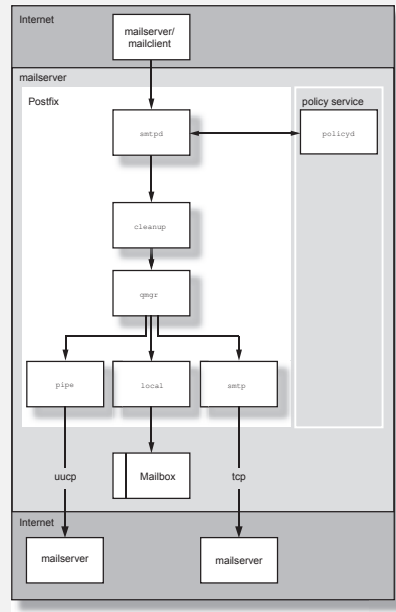 Internet
mailserver/
mailclient
mailserver
Postfix
policy service
smtpd
policyd
cleanup
qmgr
pipe
local
smtp
uucp
Mailbox
tcp
Internet
mailserver
mailserver